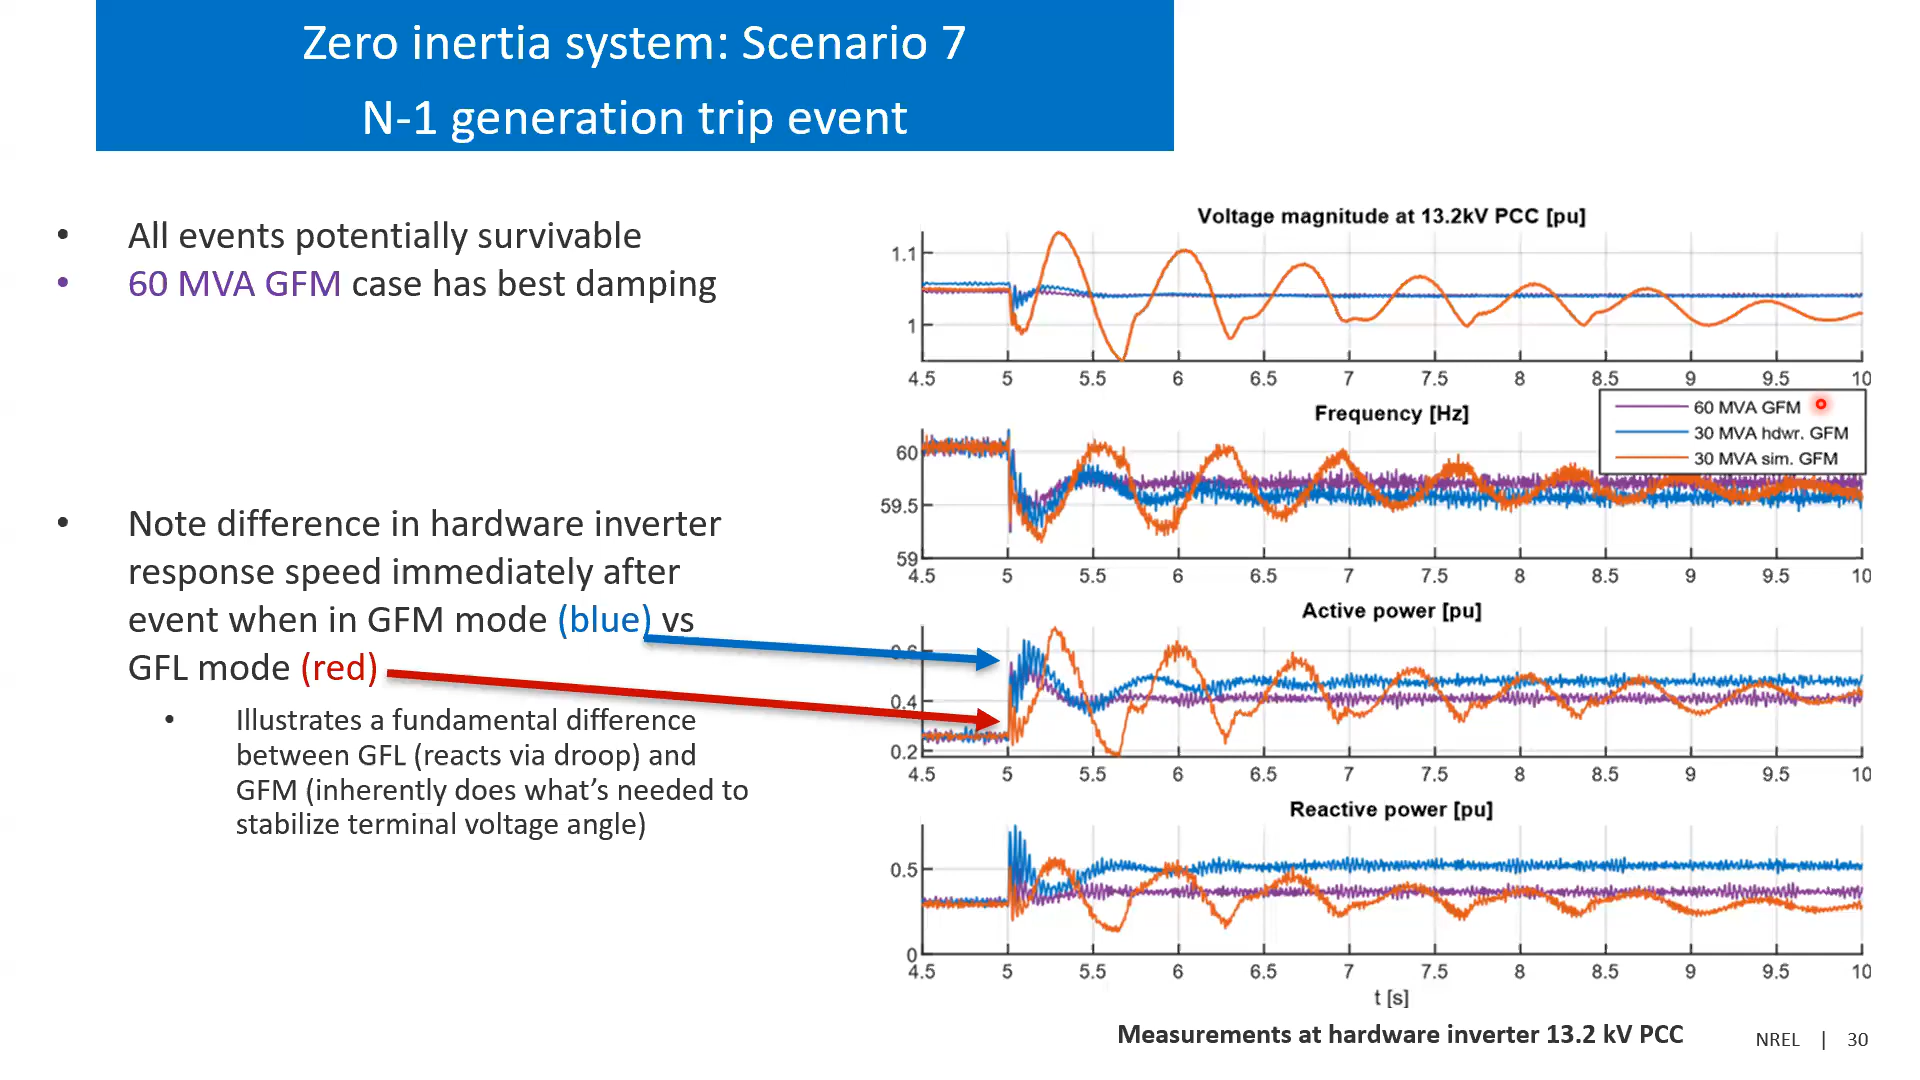 Zero inertia system: Scenario 7
N-1 generation trip event
• All events potentially survivable
• 60 MVA GFM case has best damping
• Note difference in hardware inverter
response speed immediately after
event when in GFM mode (blue) vs
GFL mode (red)
• Illustrates a fundamental difference
between GFL (reacts via droop) and
GFM (inherently does what’s needed to
stabilize terminal voltage angle)
Voltage magnitude at 13.2kV PCC [pu]
1.1
1
4.5 5 5.5 6 6.5 7 7.5 8 8.5 9 9.5 10
Frequency [Hz]
60 MVA GFM
30 MVA hdwr. GFM
30 MVA sim. GFM
60
59.5
59
4.5 5 5.5 6 6.5 7 7.5 8 8.5 9 9.5 10
Active power [pu]
0.6
0.4
0.2
4.5 5 5.5 6 6.5 7 7.5 8 8.5 9 9.5 10
Reactive power [pu]
0.5
0
4.5 5 5.5 6 6.5 7 7.5 8 8.5 9 9.5 10
t [s]
Measurements at hardware inverter 13.2 kV PCC
NREL | 30